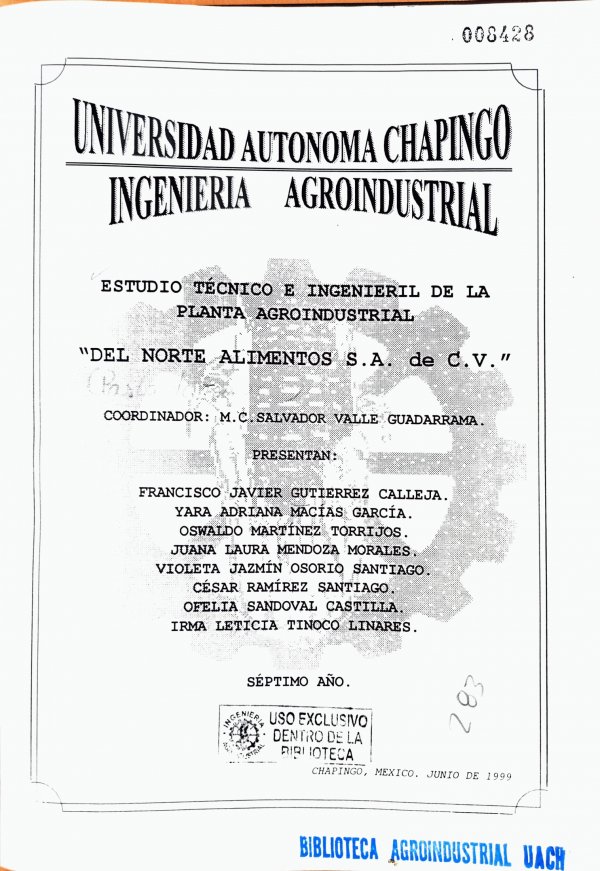 008428
UNIVERSIDAD AUTONOMA CHAPINGO
INGENIERIA AGROINDUSTRIAL
ESTUDIO TÉCNICO E INGENIERIL DE LA
PLANTA AGROINDUSTRIAL
"DEL NORTE ALIMENTOS S.A. de C.V."
COORDINADOR: M.C.SALVADOR VALLE GUADARRAMA.
PRESENTAN:
FRANCISCO JAVIER GUTIERREZ CALLEJA.
YARA ADRIANA MACÍAS GARCÍA.
OSWALDO MARTÍNEZ TORRIJOS.
JUANA LAURA MENDOZA MORALES.
VIOLETA JAZMÍN OSORIO SANTIAGO.
CÉSAR RAMÍREZ SANTIAGO.
OFELIA SANDOVAL CASTILLA.
IRMA LETICIA TINOCO LINARES.
SÉPTIMO AÑO.
283
INGENIERIA
AGROINDUSTRIAL
USO EXCLUSIVO
DENTRO DE LA
BIBLIOTECA
CHAPINGO, MEXICO. JUNIO DE 1999
BIBLIOTECA AGROINDUSTRIAL UACH